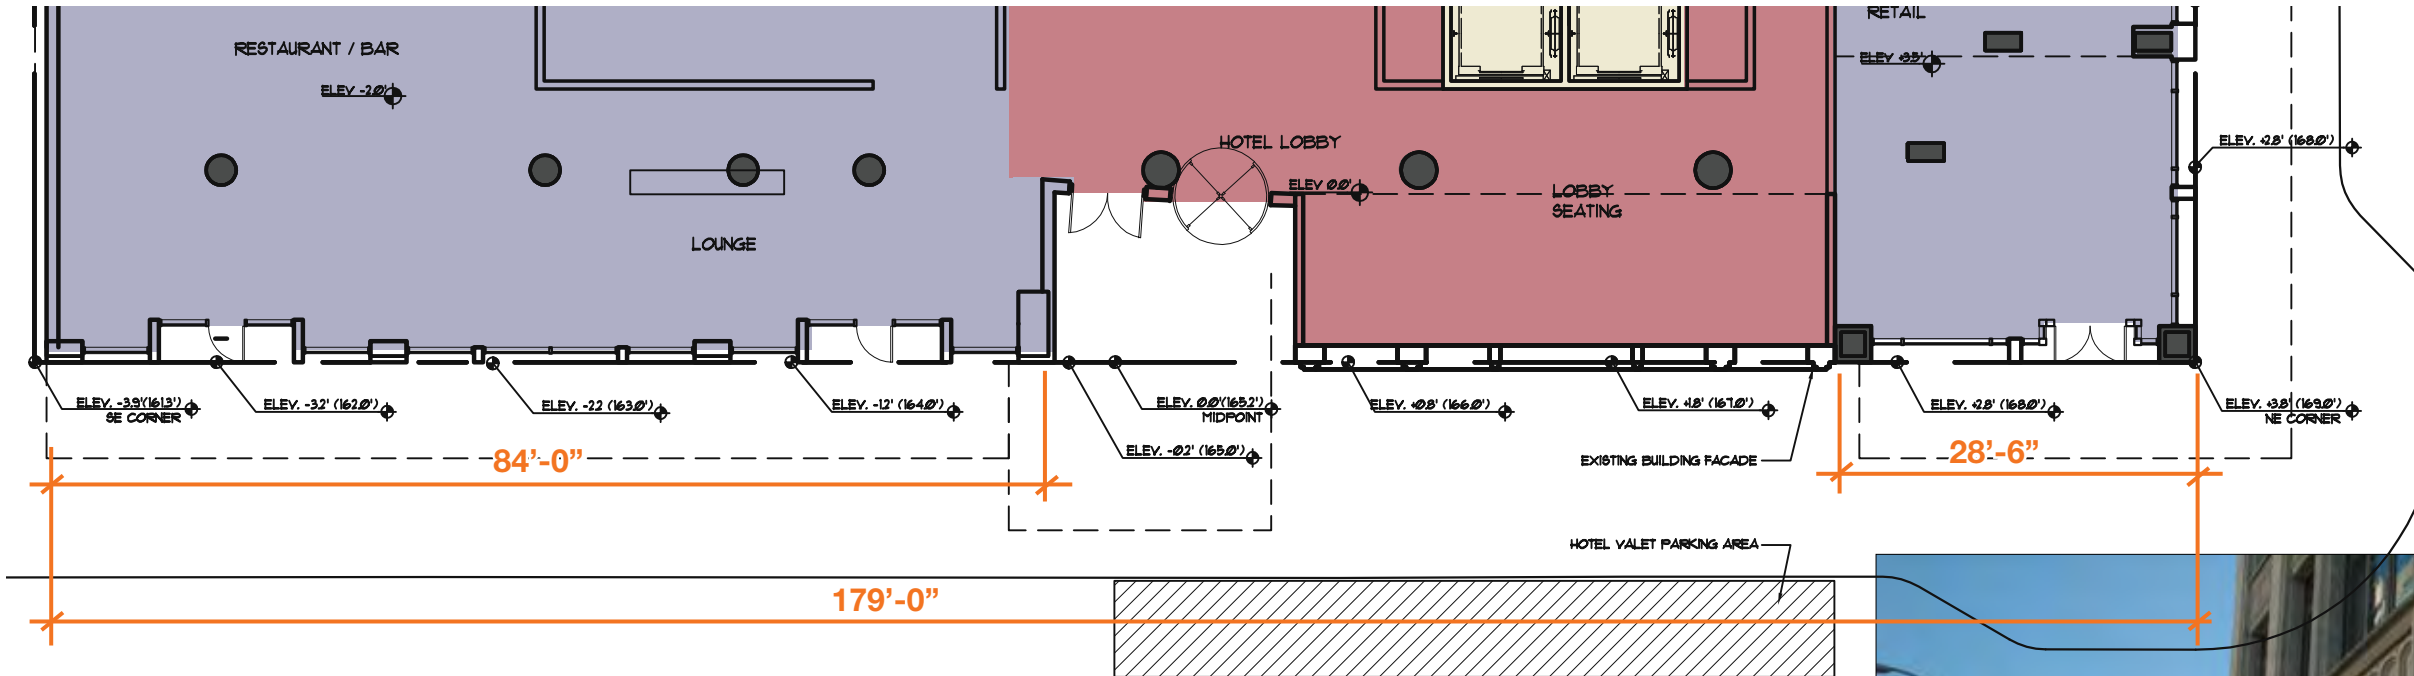 RETAIL
RESTAURANT / BAR
ELEV +3.5'
ELEV -2.0'
HOTEL LOBBY
ELEV. +2.8' (168.0')
ELEV 0.0'
LOBBY
SEATING
LOUNGE
ELEV. -3.9' (161.3')
SE CORNER
ELEV. -3.2' (162.0')
ELEV. -2.2 (163.0')
ELEV. -1.2' (164.0')
ELEV. 0.0' (165.2')
MIDPOINT
ELEV. +0.8' (166.0')
ELEV. +1.8' (167.0')
ELEV. +2.8' (168.0')
ELEV. +3.8' (169.0')
NE CORNER
ELEV. -0.2' (165.0')
84’-0”
EXISTING BUILDING FACADE
28’-6”
HOTEL VALET PARKING AREA
179’-0”